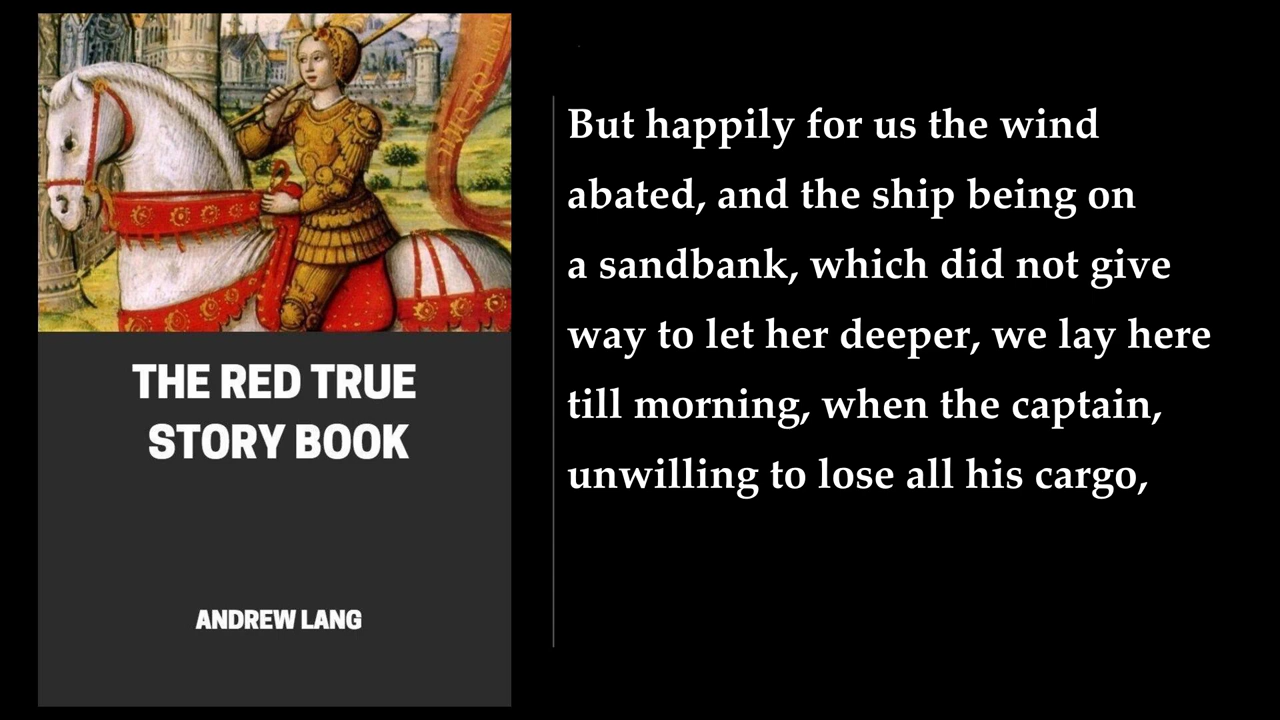 THE RED TRUE
STORY BOOK
ANDREW LANG
But happily for us the wind
abated, and the ship being on
a sandbank, which did not give
way to let her deeper, we lay here
till morning, when the captain,
unwilling to lose all his cargo,